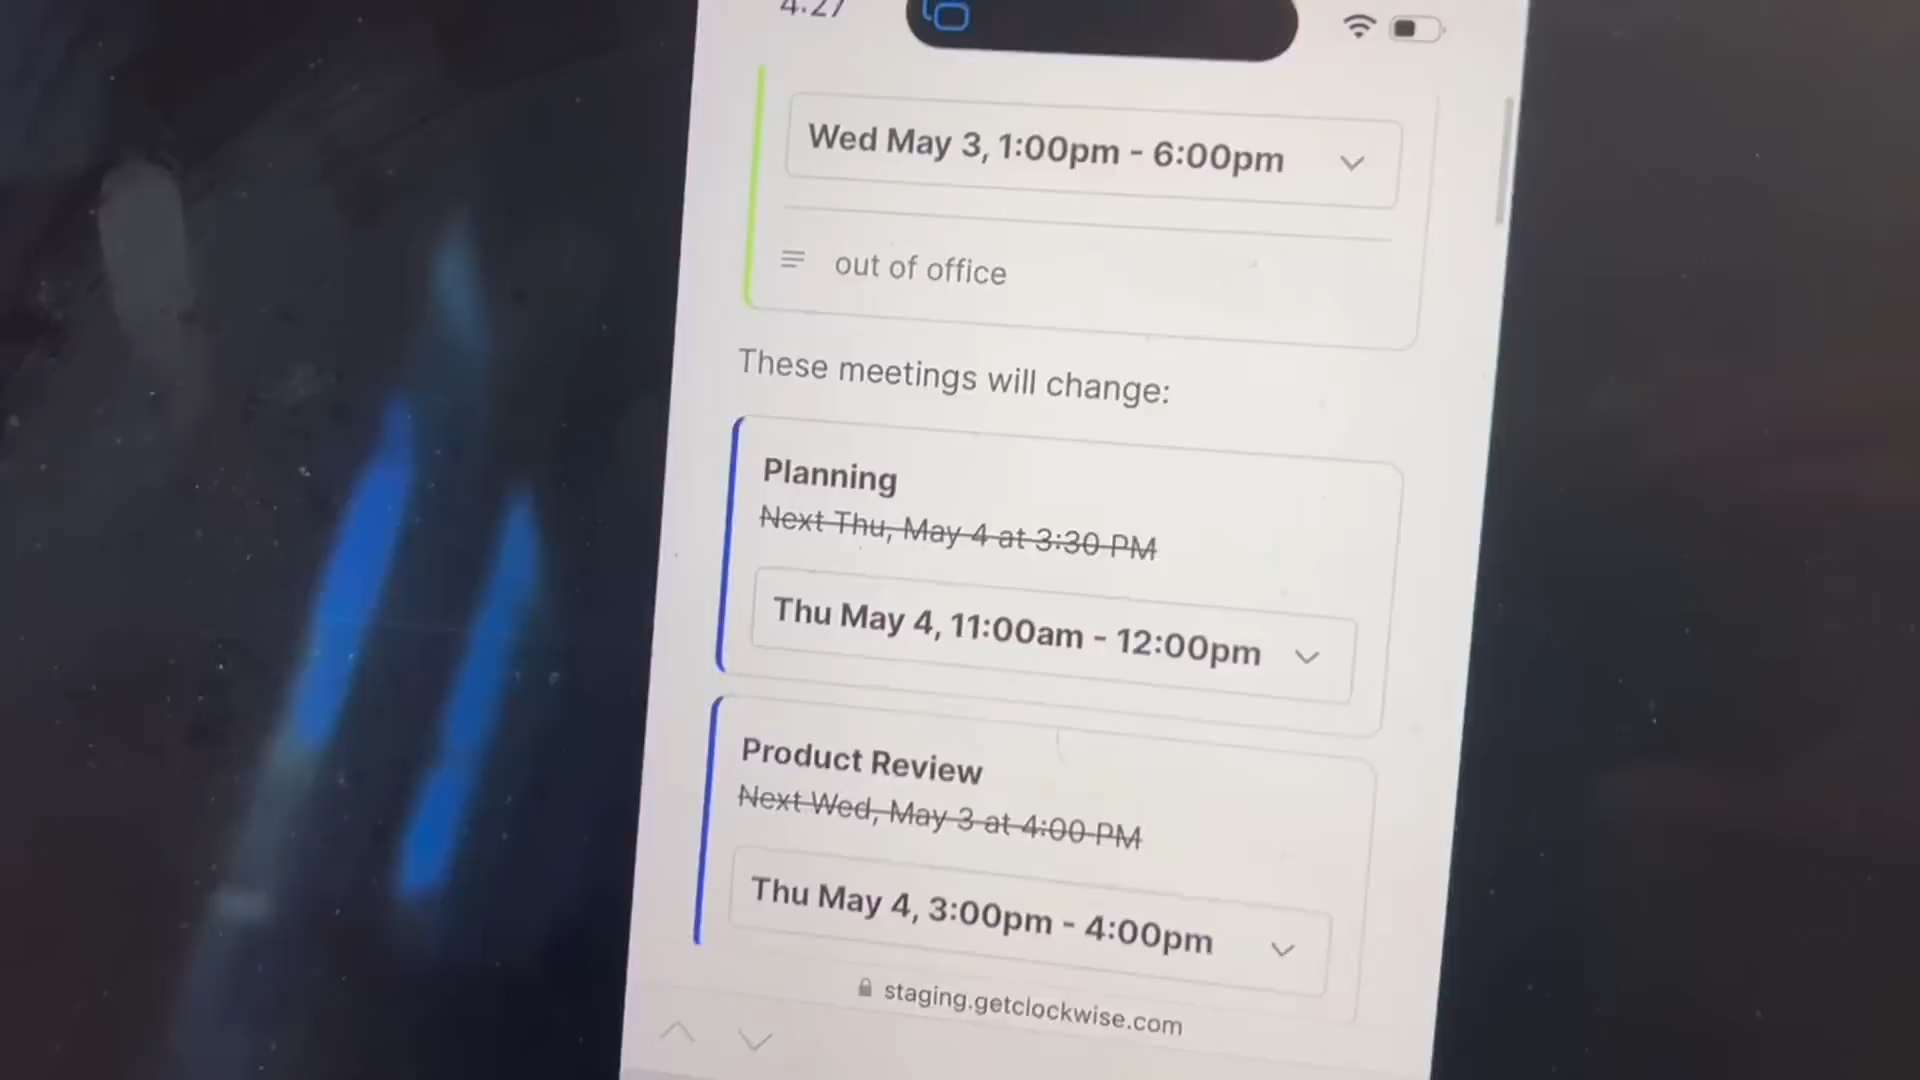 4:27
Wed May 3, 1:00pm - 6:00pm
out of office
These meetings will change:
Planning
Next Thu, May 4 at 3:30 PM
Thu May 4, 11:00am - 12:00pm
Product Review
Next Wed, May 3 at 4:00 PM
Thu May 4, 3:00pm - 4:00pm
staging.getclockwise.com